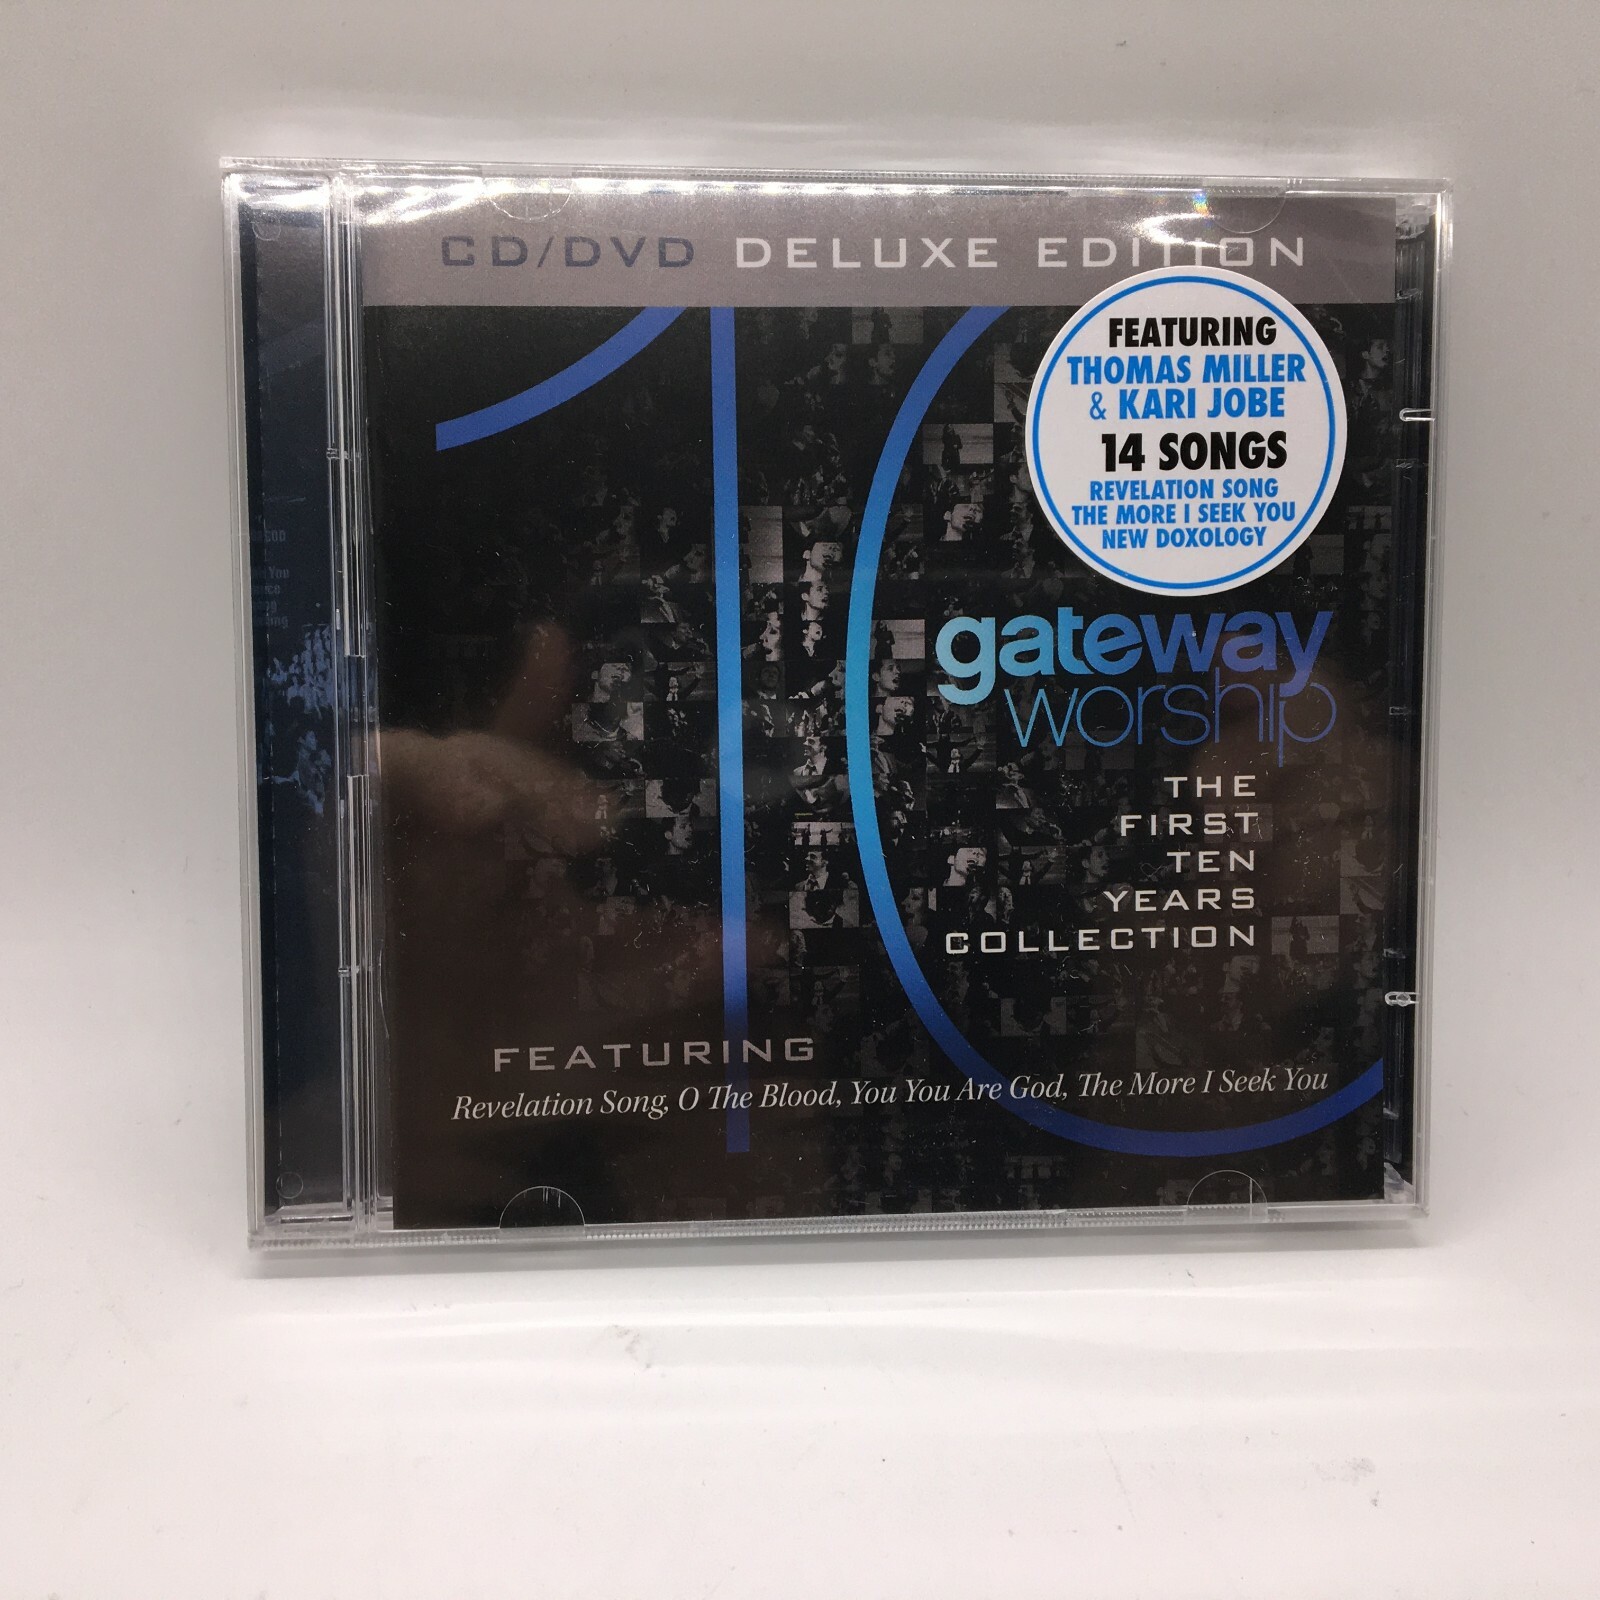 CD/DVD DELUXE EDITION
FEATURING
THOMAS MILLER
& KARI JOBE
14 SONGS
REVELATION SONG
THE MORE I SEEK YOU
NEW DOXOLOGY
10
gateway
worship
THE
FIRST
TEN
YEARS
COLLECTION
FEATURING
Revelation Song, O The Blood, You You Are God, The More I Seek You